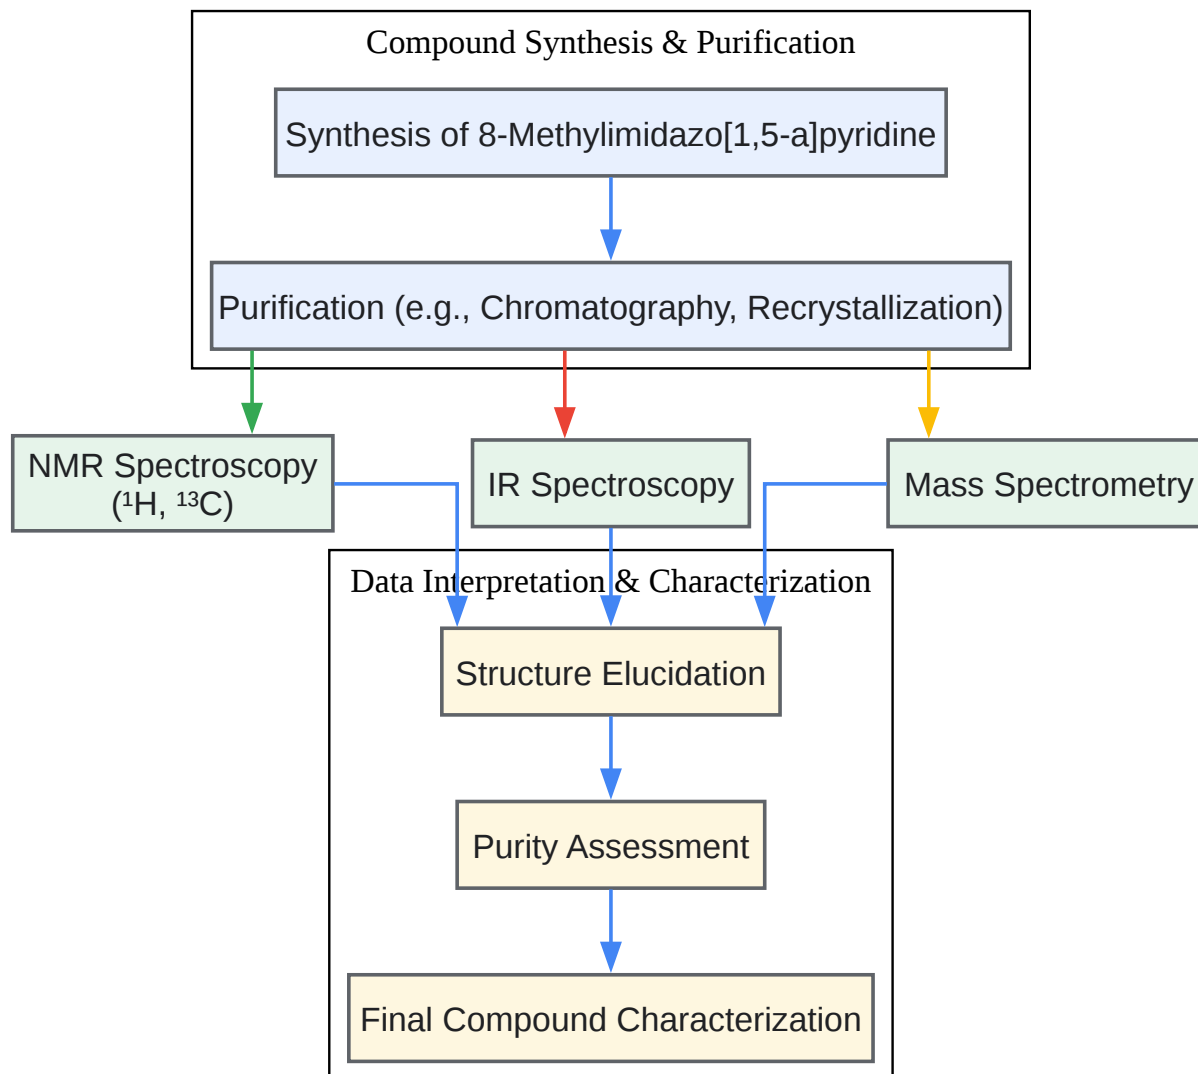 Compound Synthesis & Purification
Synthesis of 8-Methylimidazo[1,5-a]pyridine
Purification (e.g., Chromatography, Recrystallization)
NMR Spectroscopy
(¹H, ¹³C)
IR Spectroscopy
Mass Spectrometry
Data Interpretation & Characterization
Structure Elucidation
Purity Assessment
Final Compound Characterization